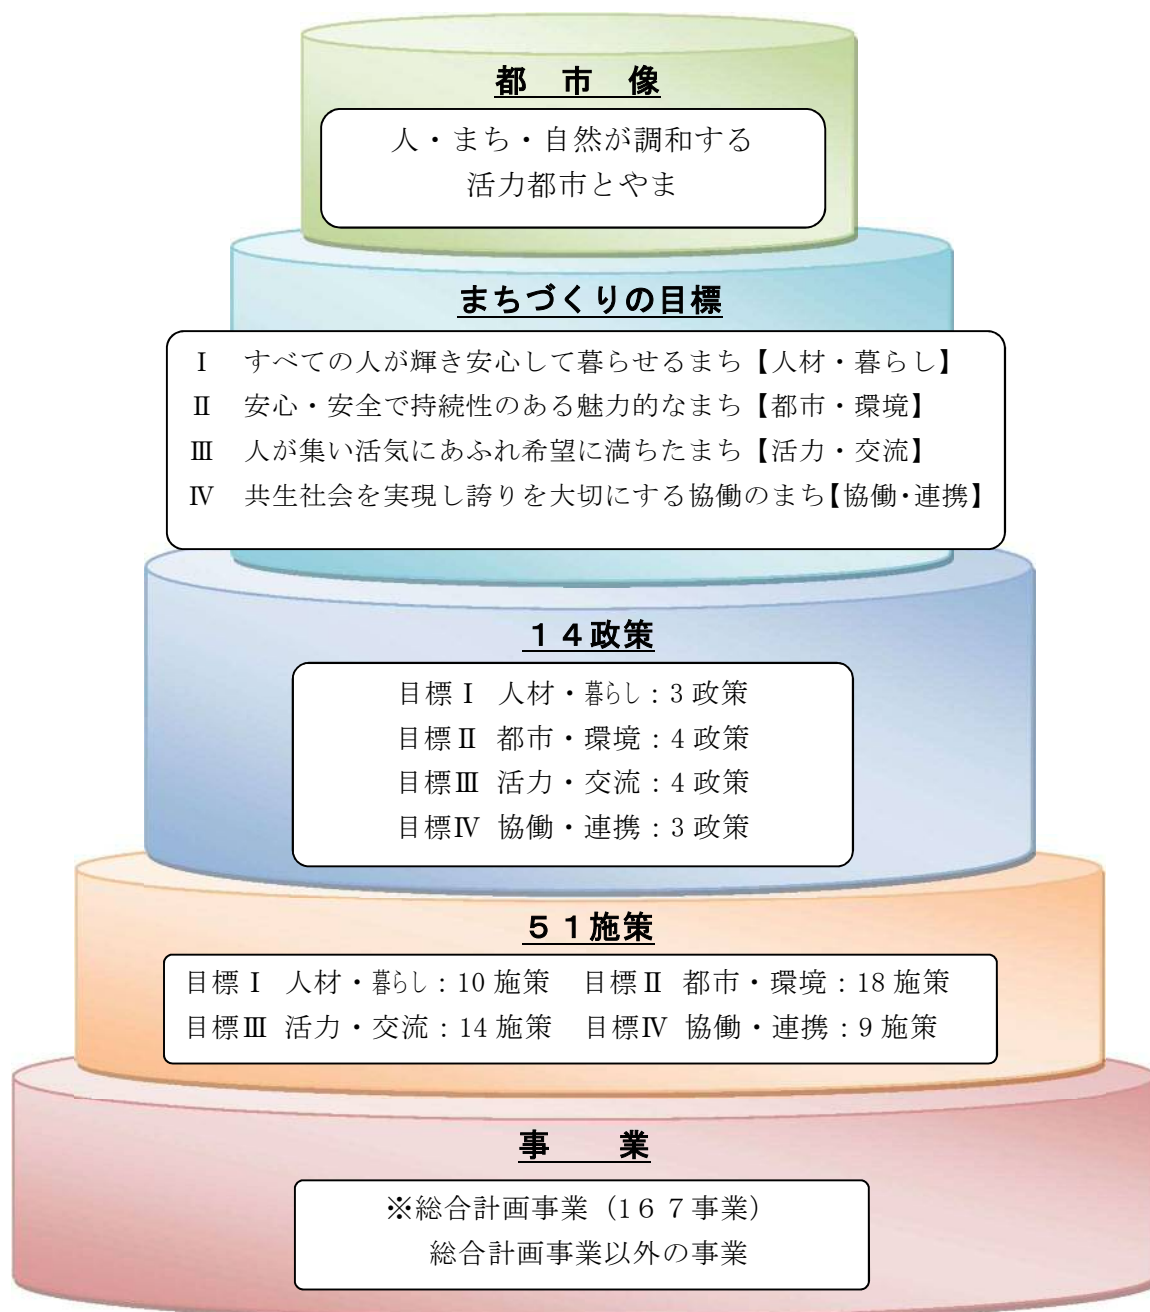 都　市　像
人・まち・自然が調和する
活力都市とやま
まちづくりの目標
Ⅰ　すべての人が輝き安心して暮らせるまち【人材・暮らし】
Ⅱ　安心・安全で持続性のある魅力的なまち【都市・環境】
Ⅲ　人が集い活気にあふれ希望に満ちたまち【活力・交流】
Ⅳ　共生社会を実現し誇りを大切にする協働のまち【協働・連携】
１４政策
目標Ⅰ　人材・暮らし：3 政策
目標Ⅱ　都市・環境：4 政策
目標Ⅲ　活力・交流：4 政策
目標Ⅳ　協働・連携：3 政策
５１施策
目標Ⅰ　人材・暮らし：10 施策　目標Ⅱ　都市・環境：18 施策
目標Ⅲ　活力・交流：14 施策　目標Ⅳ　協働・連携：9 施策
事　　業
※総合計画事業（１６７事業）
総合計画事業以外の事業